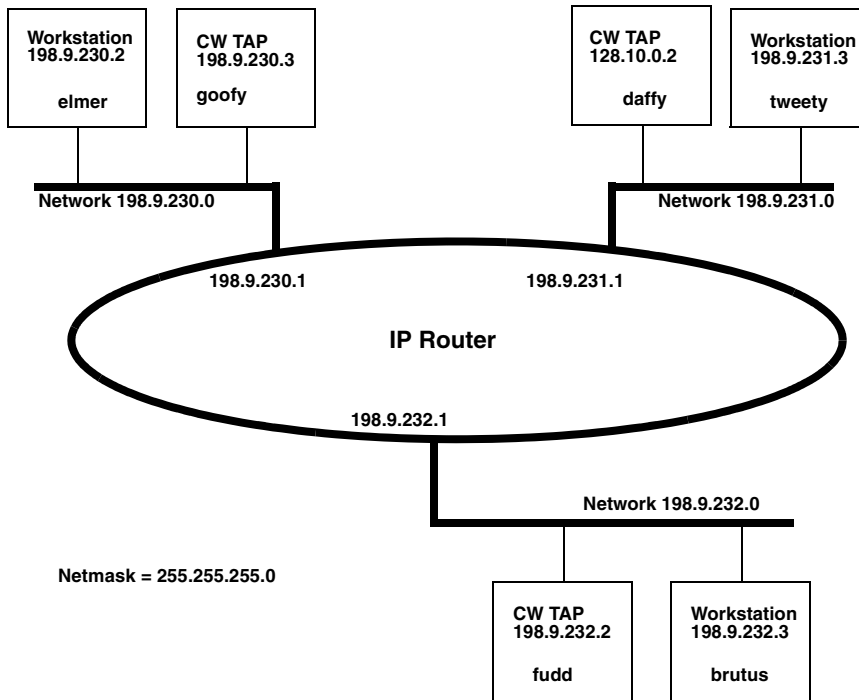 Workstation
198.9.230.2
elmer
CW TAP
198.9.230.3
goofy
CW TAP
128.10.0.2
daffy
Workstation
198.9.231.3
tweety
Network 198.9.230.0
Network 198.9.231.0
198.9.230.1
198.9.231.1
IP Router
198.9.232.1
Network 198.9.232.0
Netmask = 255.255.255.0
CW TAP
198.9.232.2
fudd
Workstation
198.9.232.3
brutus